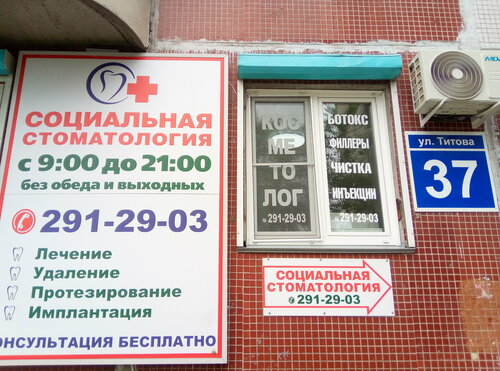 СОЦИАЛЬНАЯ
СТОМАТОЛОГИЯ
с 9:00 до 21:00
без обеда и выходных
291-29-03
Лечение
Удаление
Протезирование
Имплантация
КОНСУЛЬТАЦИЯ БЕСПЛАТНО
КОС
МЕ
ТО
ЛОГ
291-29-03
БОТОКС
ФИЛЛЕРЫ
ЧИСТКА
ИНЪЕКЦИИ
291-29-03
СОЦИАЛЬНАЯ
СТОМАТОЛОГИЯ
291-29-03
ул. Титова
37